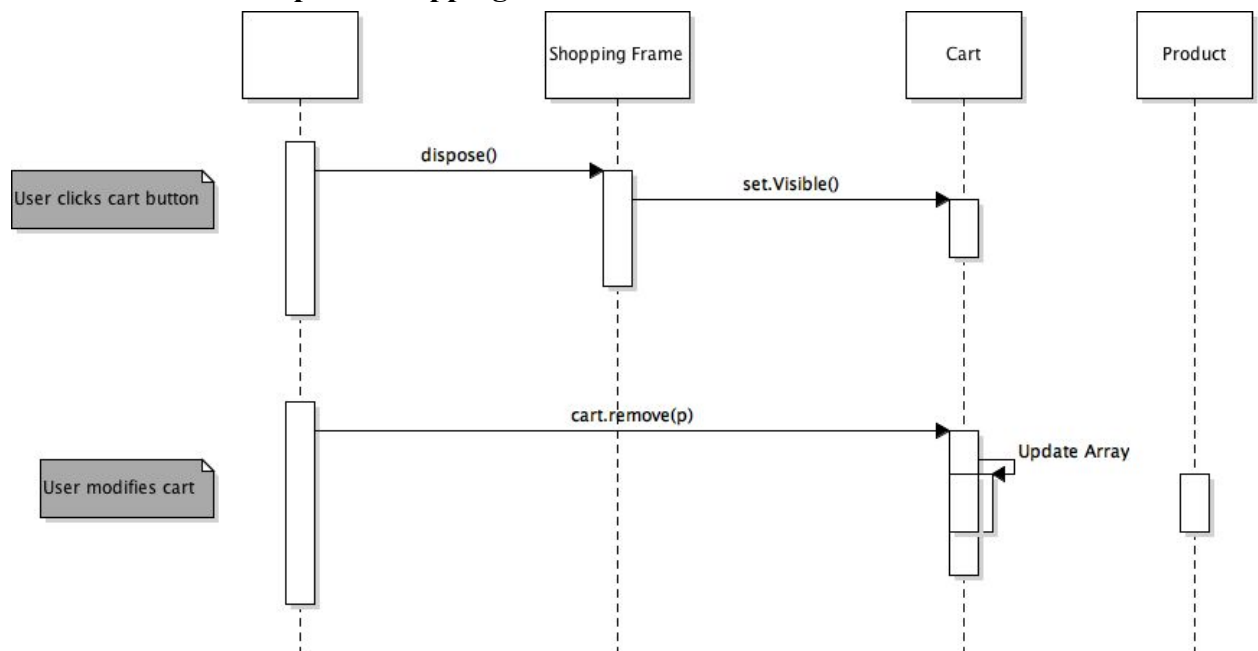 Shopping Frame
Cart
Product
dispose()
User clicks cart button
set.Visible()
cart.remove(p)
Update Array
User modifies cart